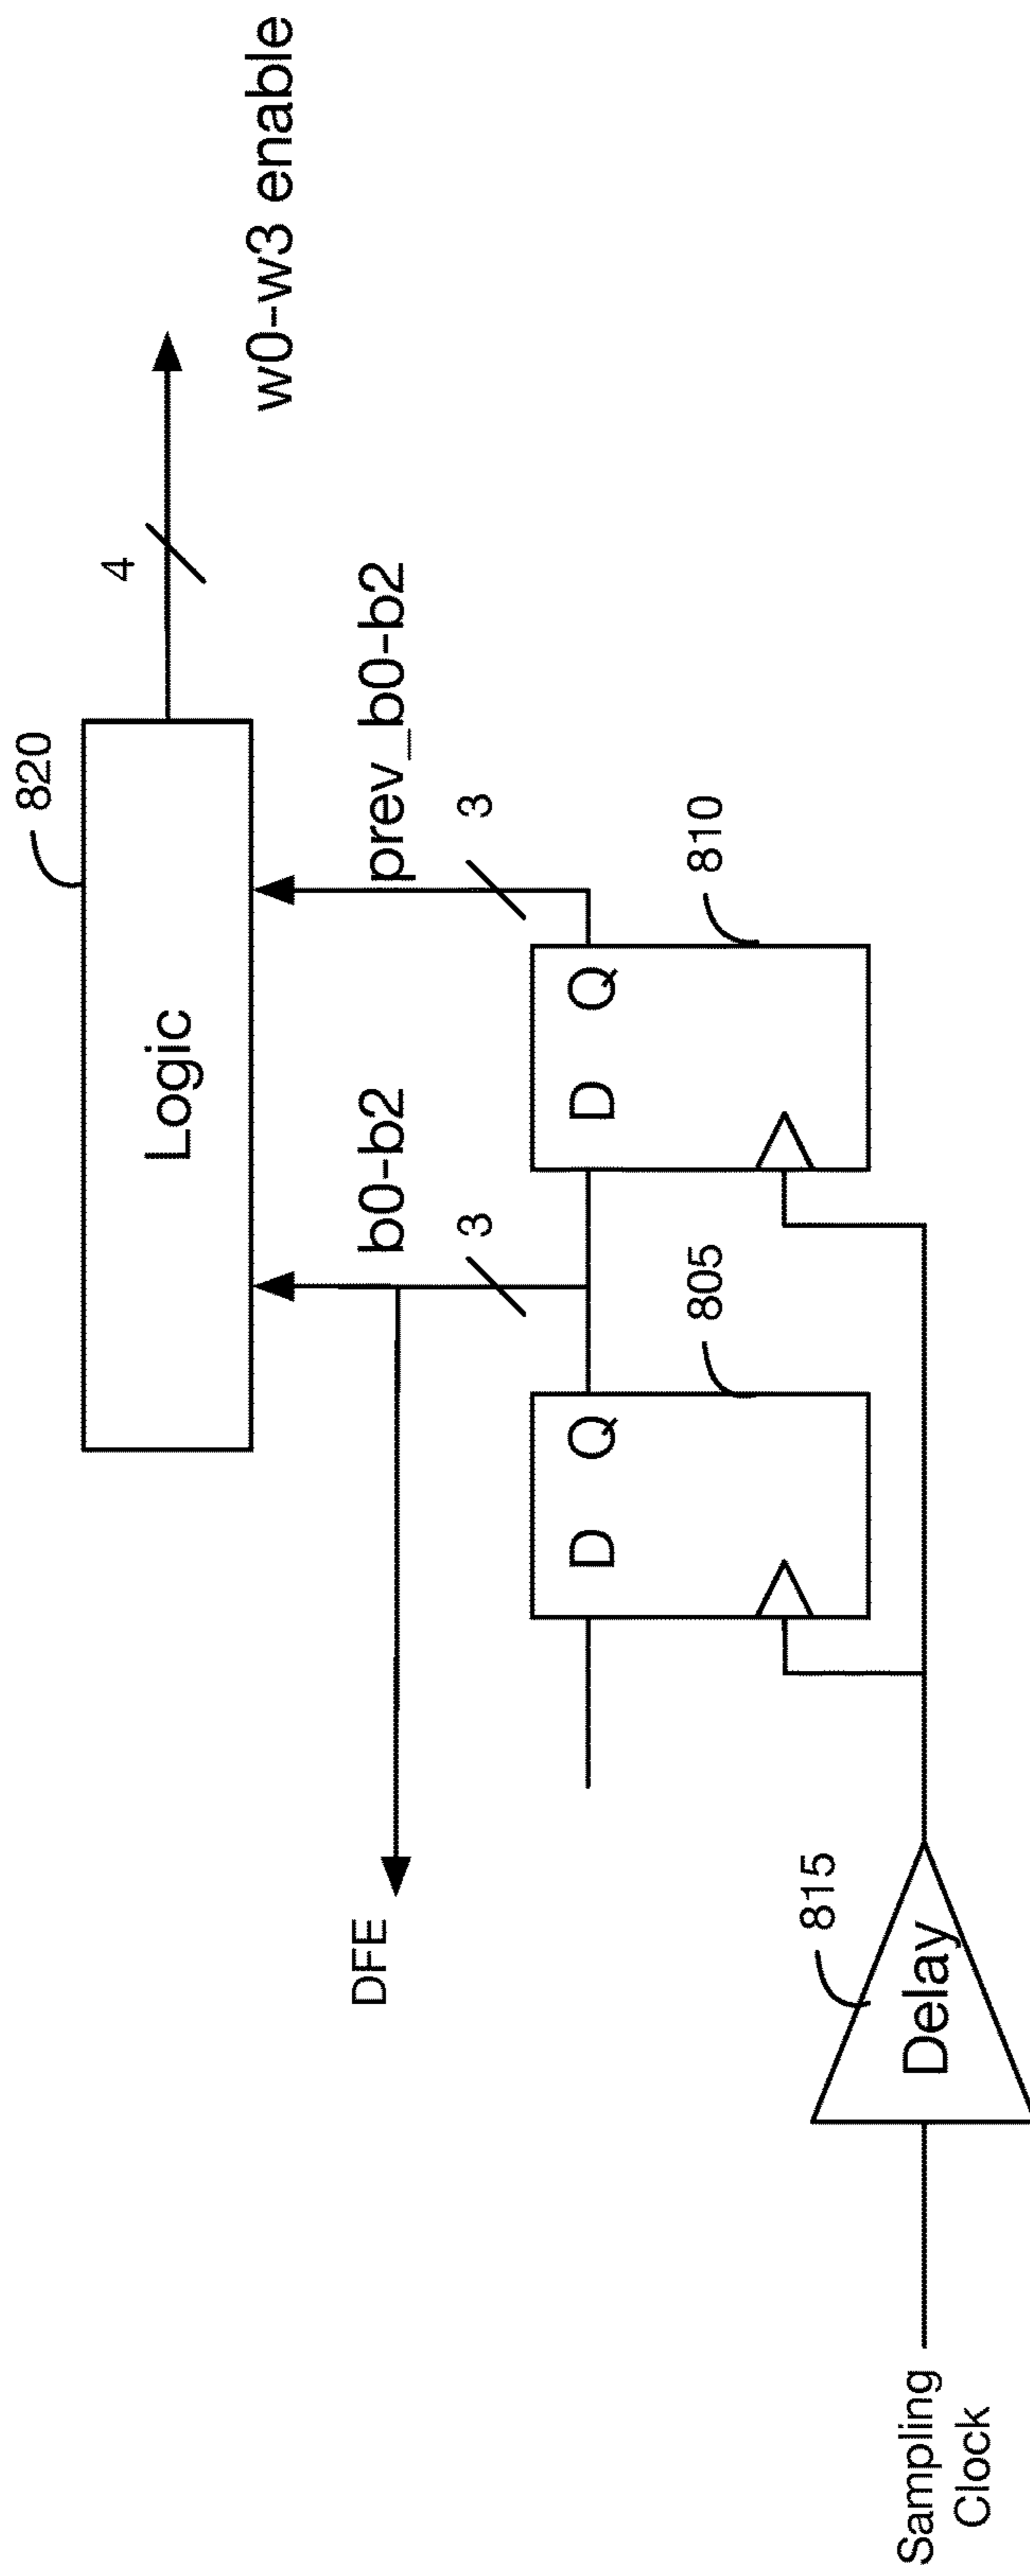 820
Logic
4
w0-w3 enable
DFE
b0-b2
prev_b0-b2
3
3
D Q
D Q
805
810
815
Delay
Sampling
Clock